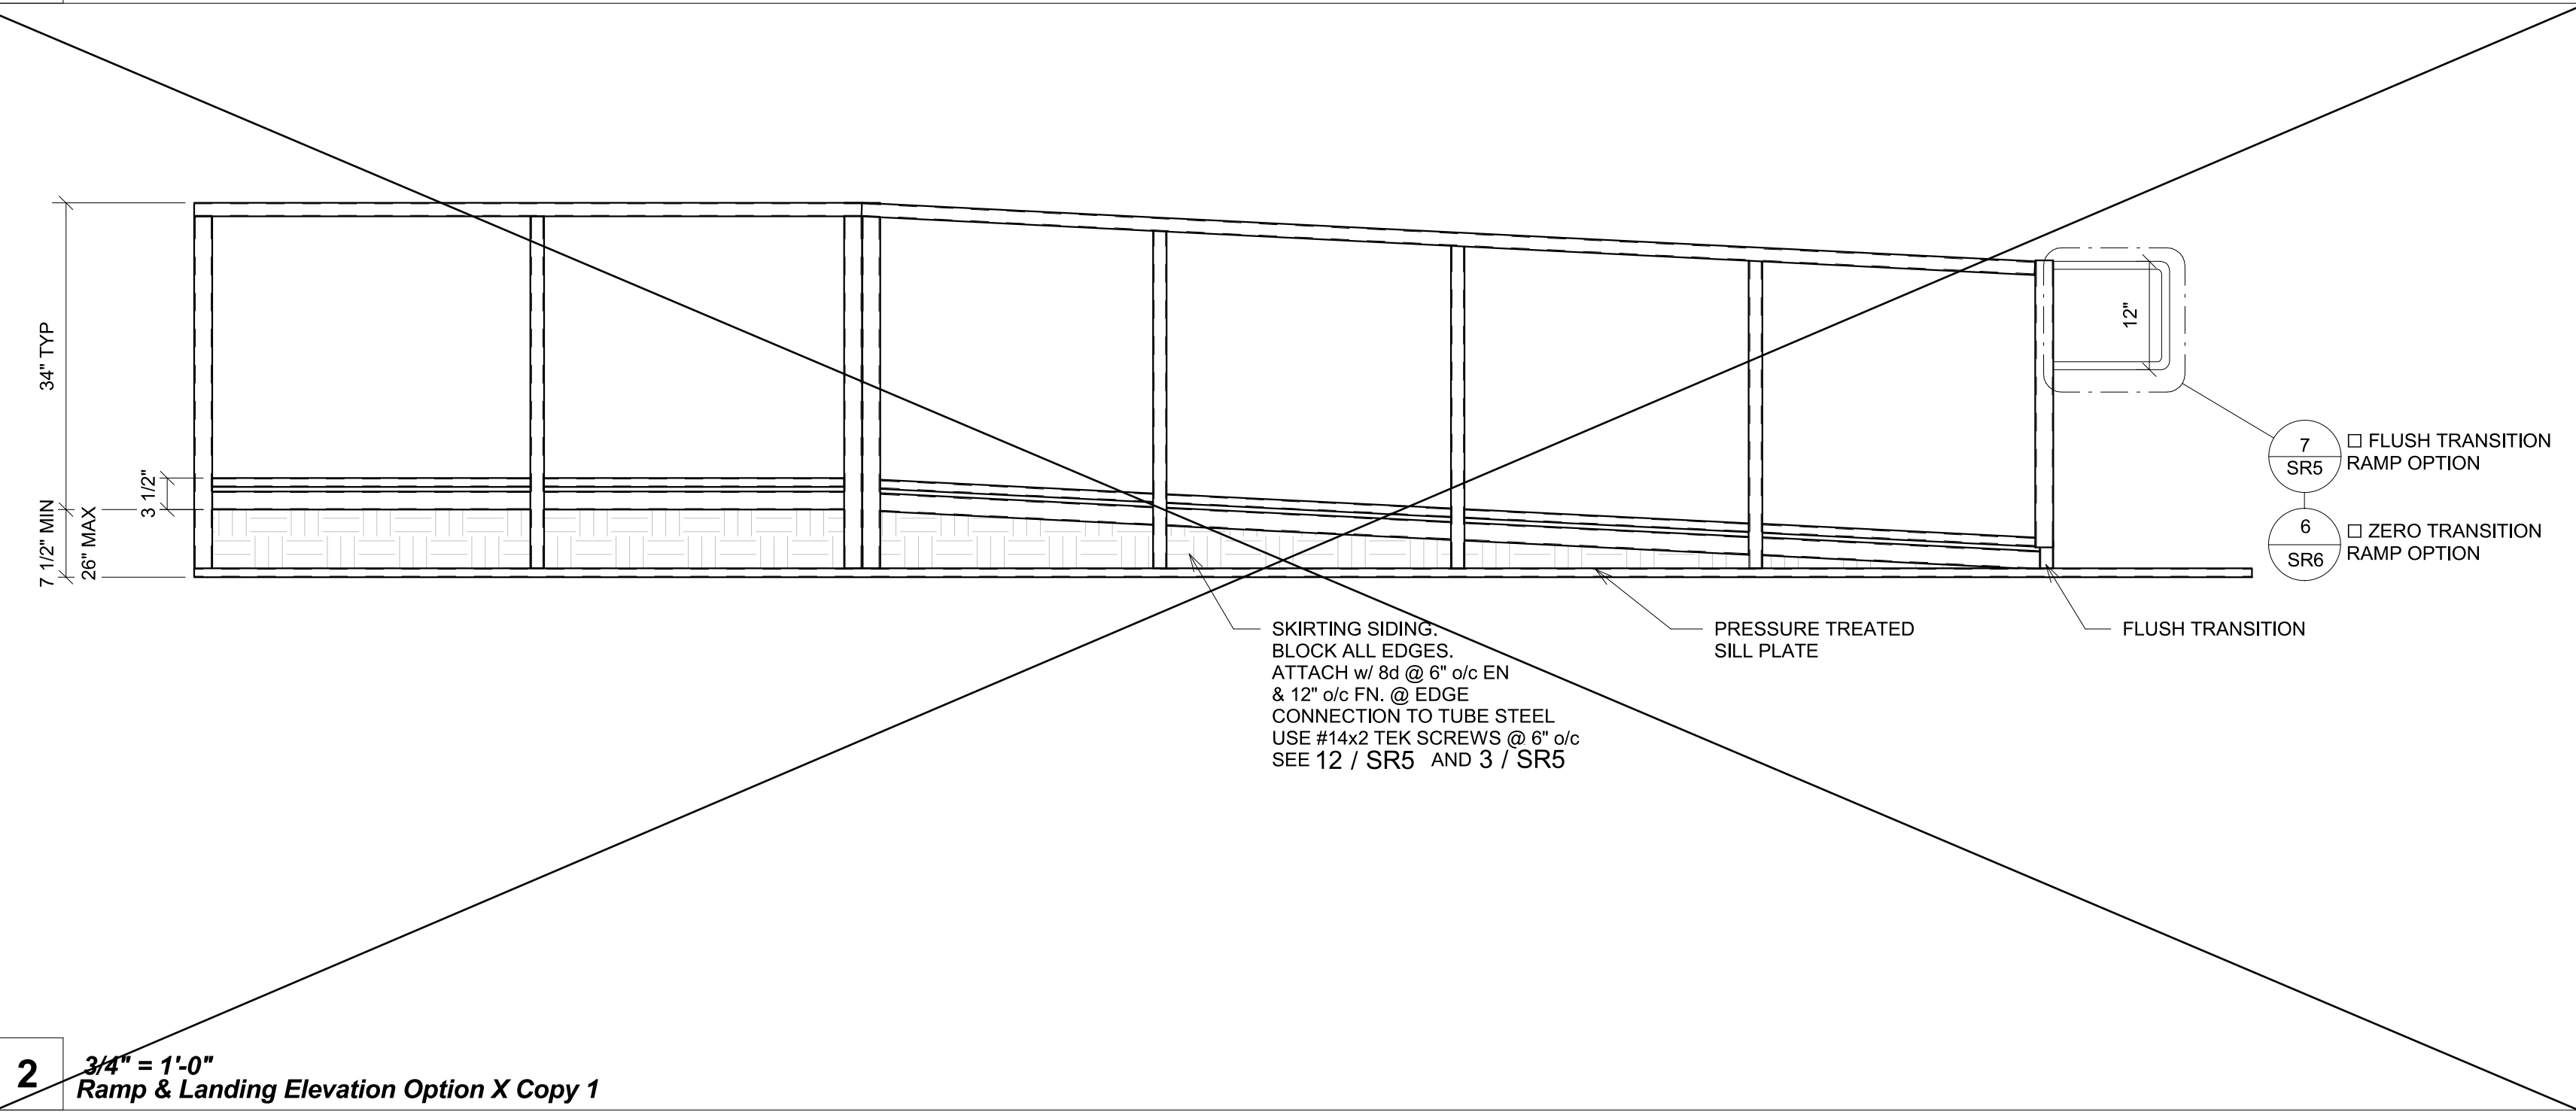 34" TYP
3 1/2"
7 1/2" MIN
26" MAX
12"
7
SR5
□ FLUSH TRANSITION
RAMP OPTION
6
SR6
□ ZERO TRANSITION
RAMP OPTION
SKIRTING SIDING.
BLOCK ALL EDGES.
ATTACH w/ 8d @ 6" o/c EN
& 12" o/c FN. @ EDGE
CONNECTION TO TUBE STEEL
USE #14x2 TEK SCREWS @ 6" o/c
SEE 12 / SR5 AND 3 / SR5
PRESSURE TREATED
SILL PLATE
FLUSH TRANSITION
2
3/4" = 1'-0"
Ramp & Landing Elevation Option X Copy 1